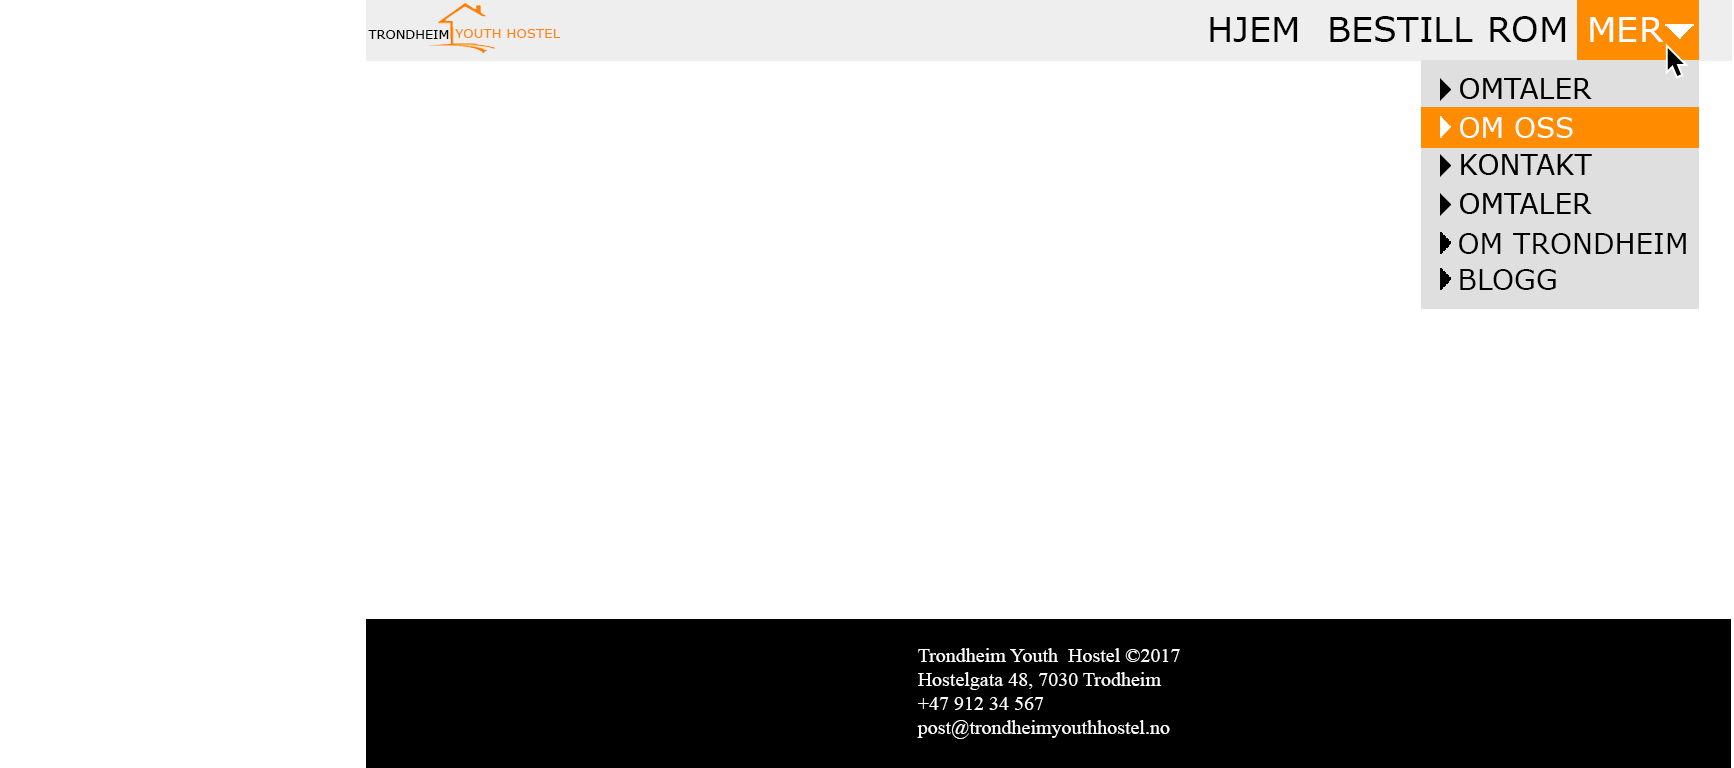 TRONDHEIM YOUTH HOSTEL
HJEM BESTILL ROM MER
OMTALER
OM OSS
KONTAKT
OMTALER
OM TRONDHEIM
BLOGG
Trondheim Youth Hostel ©2017
Hostelgata 48, 7030 Trodheim
+47 912 34 567
post@trondheimyouthhostel.no